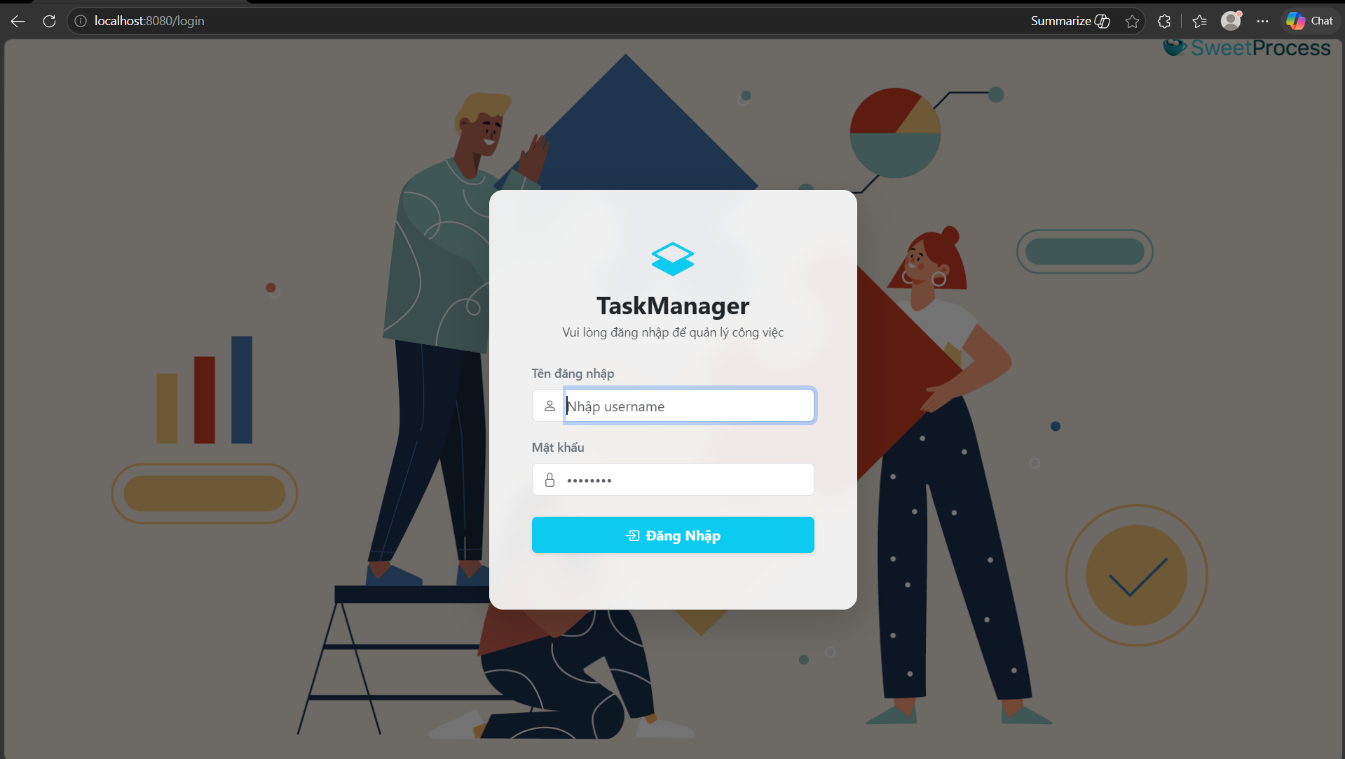 localhost:8080/login
Summarize
Chat
SweetProcess
TaskManager
Vui lòng đăng nhập để quản lý công việc
Tên đăng nhập
Nhập username
Mật khẩu
••••••••
Đăng Nhập